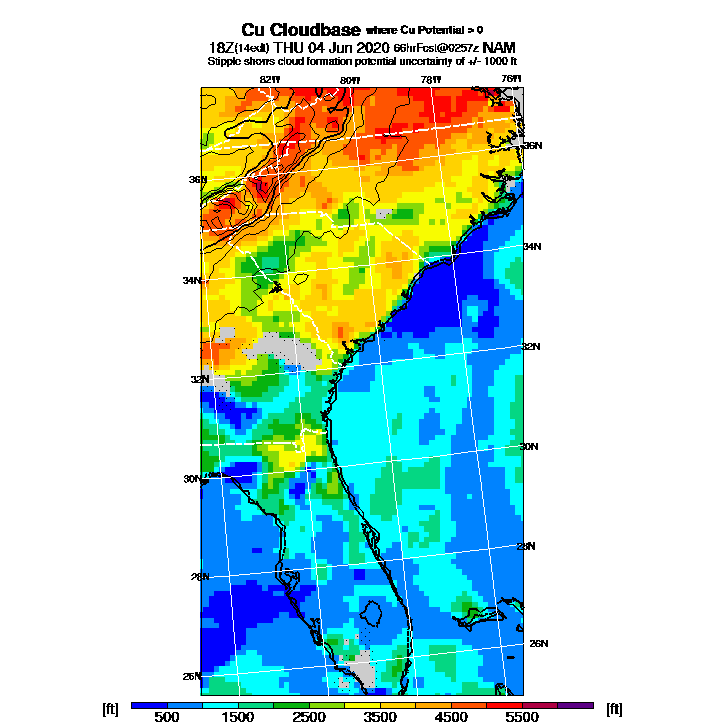 Cu Cloudbase where Cu Potential > 0
18Z(14edt) THU 04 Jun 2020 66hrFcst@0257z NAM
Stipple shows cloud formation potential uncertainty of +/- 1000 ft
82W 80W 78W 76W
36N
36N
34N
34N
32N
32N
30N
30N
28N
28N
26N
26N
[ft] [ft]
500 1500 2500 3500 4500 5500